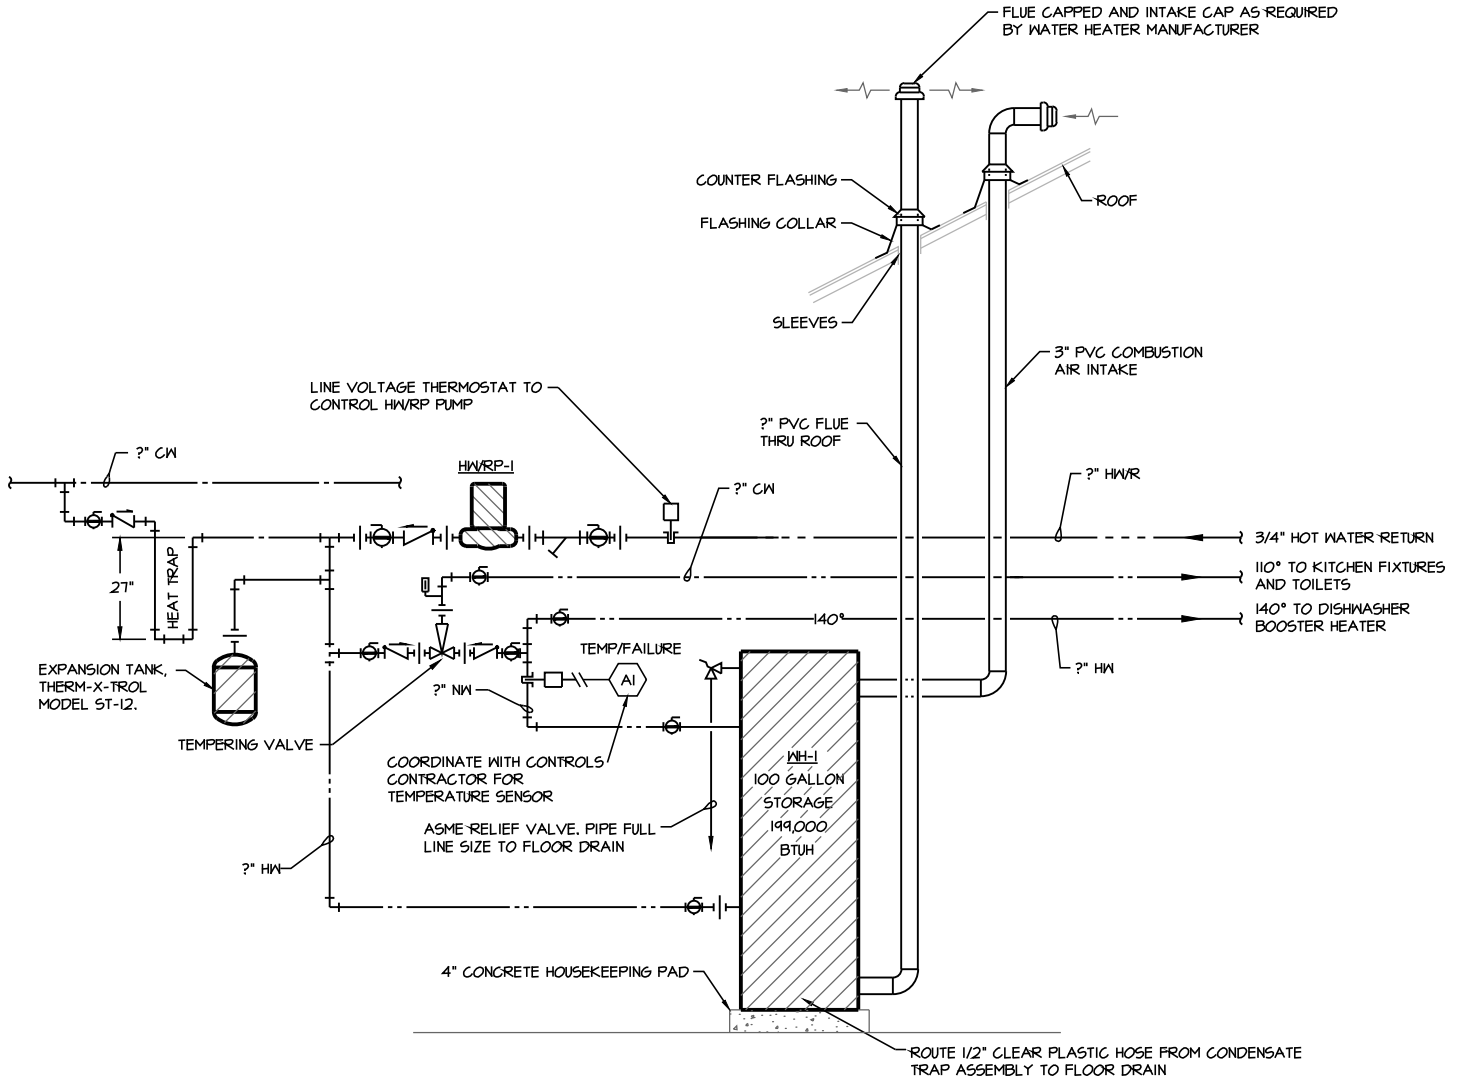 FLUE CAPPED AND INTAKE CAP AS REQUIRED
BY WATER HEATER MANUFACTURER
COUNTER FLASHING
ROOF
FLASHING COLLAR
SLEEVES
3" PVC COMBUSTION
AIR INTAKE
LINE VOLTAGE THERMOSTAT TO
CONTROL HW/RP PUMP
?" PVC FLUE
THRU ROOF
?" CW
HW/RP-1
?" HW/R
?" CW
3/4" HOT WATER RETURN
110° TO KITCHEN FIXTURES
AND TOILETS
27"
HEAT TRAP
140°
140° TO DISHWASHER
BOOSTER HEATER
TEMP/FAILURE
EXPANSION TANK,
THERM-X-TROL
MODEL ST-12.
?" NW
AI
?" HW
TEMPERING VALVE
COORDINATE WITH CONTROLS
CONTRACTOR FOR
TEMPERATURE SENSOR
WH-1
100 GALLON
STORAGE
199,000
BTUH
ASME RELIEF VALVE. PIPE FULL
LINE SIZE TO FLOOR DRAIN
?" HW
4" CONCRETE HOUSEKEEPING PAD
ROUTE 1/2" CLEAR PLASTIC HOSE FROM CONDENSATE
TRAP ASSEMBLY TO FLOOR DRAIN